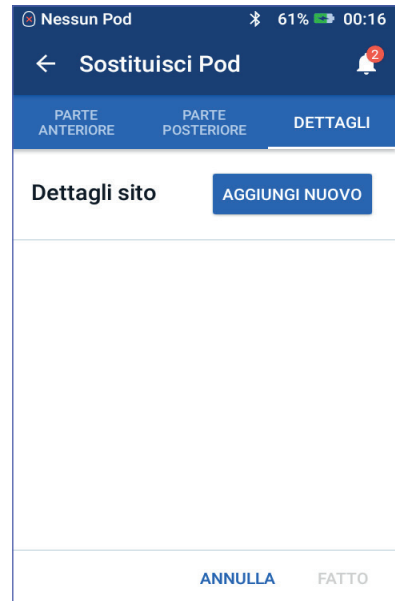 Nessun Pod 61% 00:16
Sostituisci Pod 2
PARTE ANTERIORE PARTE POSTERIORE DETTAGLI
Dettagli sito AGGIUNGI NUOVO
ANNULLA FATTO